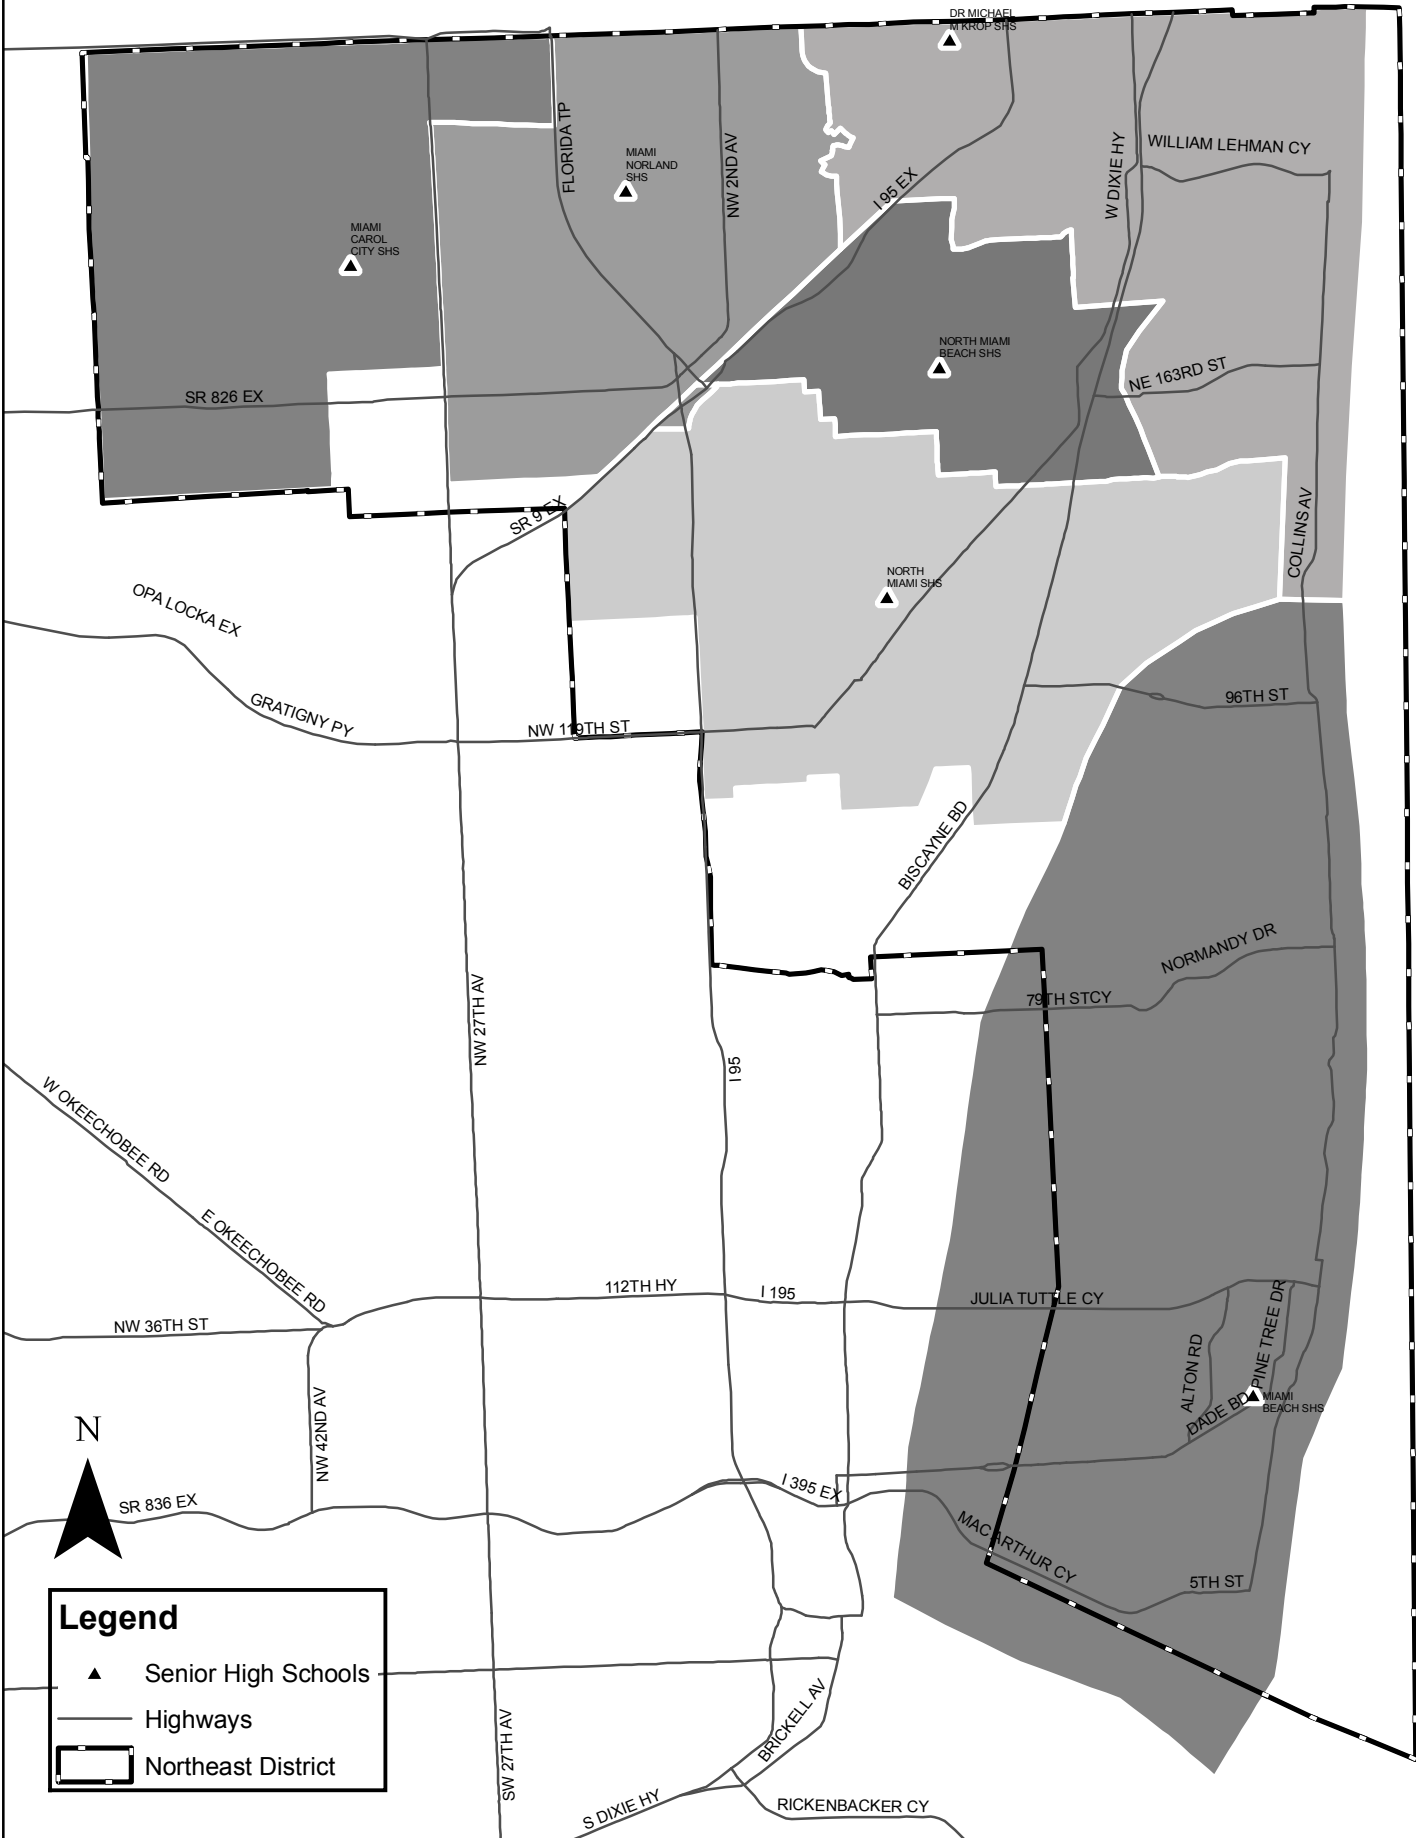 DR MICHAEL
M KROP SHS
WILLIAM LEHMAN CY
FLORIDA TP
MIAMI
NORLAND
SHS
NW 2ND AV
I 95 EX
W DIXIE HY
MIAMI
CAROL
CITY SHS
NORTH MIAMI
BEACH SHS
NE 163RD ST
SR 826 EX
SR 9 EX
COLLINS AV
NORTH
MIAMI SHS
OPA LOCKA EX
GRATIGNY PY
NW 119TH ST
96TH ST
BISCAYNE BD
NORMANDY DR
79TH STCY
NW 27TH AV
I 95
W OKEECHOBEE RD
E OKEECHOBEE RD
112TH HY
I 195
JULIA TUTTLE CY
NW 36TH ST
PINE TREE DR
ALTON RD
DADE BD
MIAMI
BEACH SHS
NW 42ND AV
N
SR 836 EX
I 395 EX
MAC ARTHUR CY
5TH ST
Legend
Senior High Schools
Highways
Northeast District
SW 27TH AV
BRICKELL AV
S DIXIE HY
RICKENBACKER CY